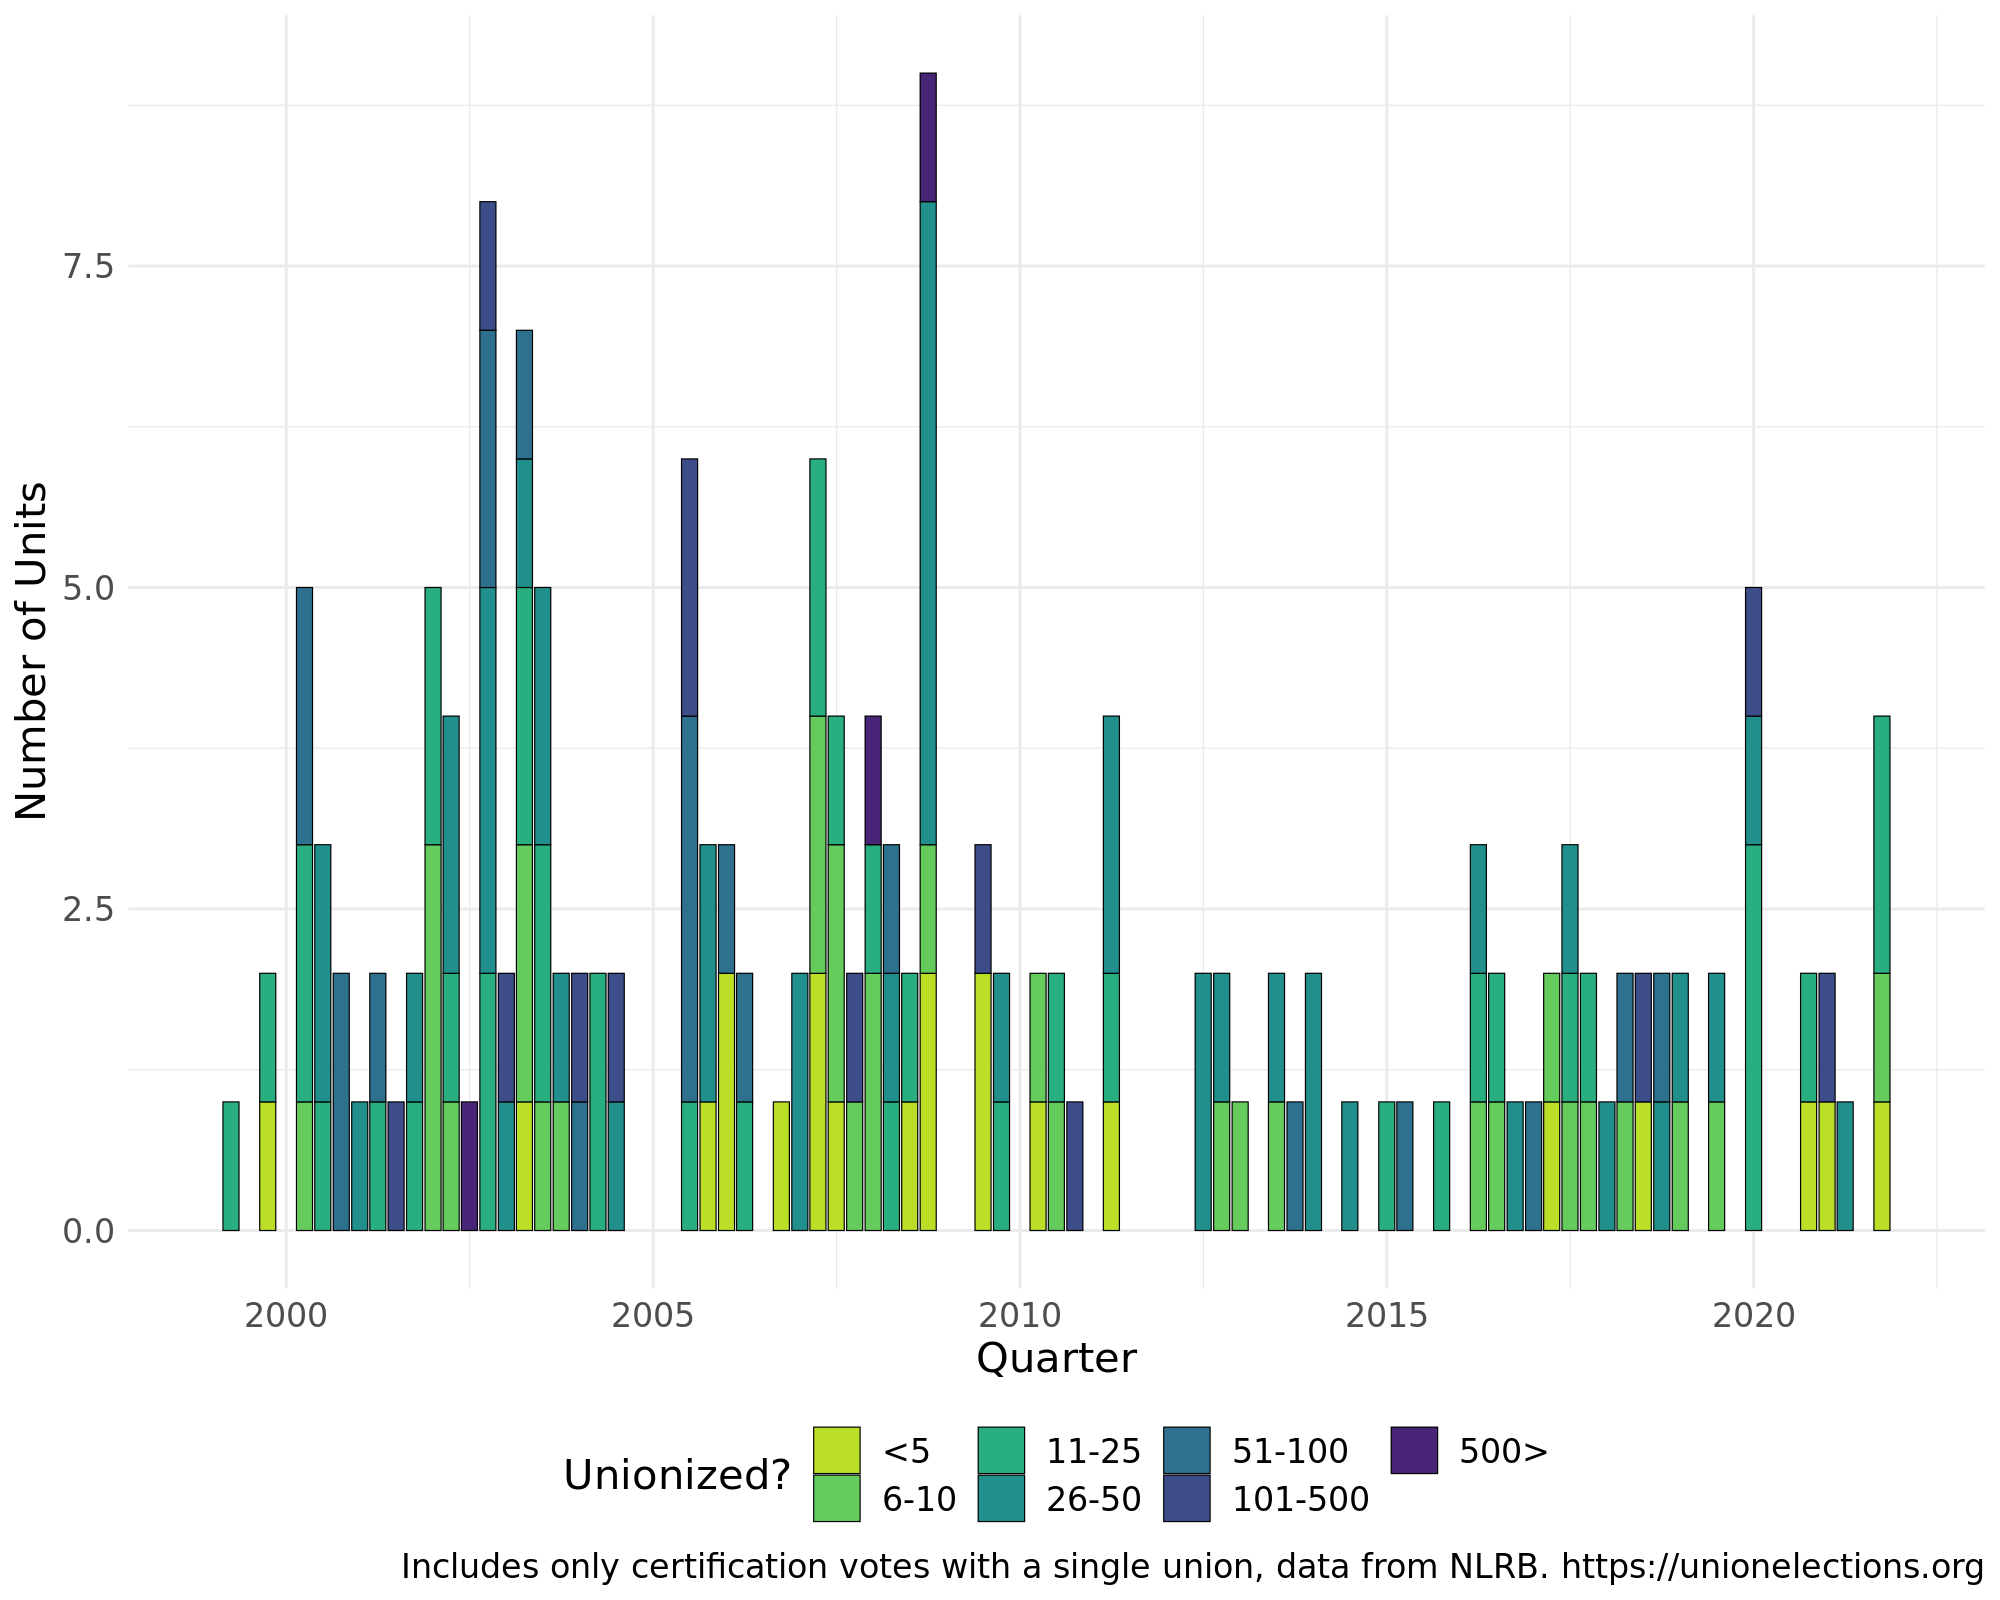 Number of Units
7.5
5.0
2.5
0.0
2000 2005 2010 2015 2020
Quarter
Unionized?
<5 11-25 51-100 500>
6-10 26-50 101-500
Includes only certification votes with a single union, data from NLRB. https://unionelections.org